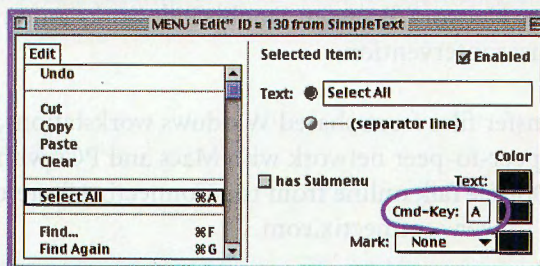 MENU "Edit" ID = 130 from SimpleText
Edit
Undo
Cut
Copy
Paste
Clear
Select All ⌘A
Find... ⌘F
Find Again ⌘G
Selected Item: Enabled
Text: Select All
(separator line)
Color
has Submenu Text:
Cmd-Key: A
Mark: None